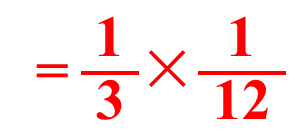 = 1/3 × 1/12